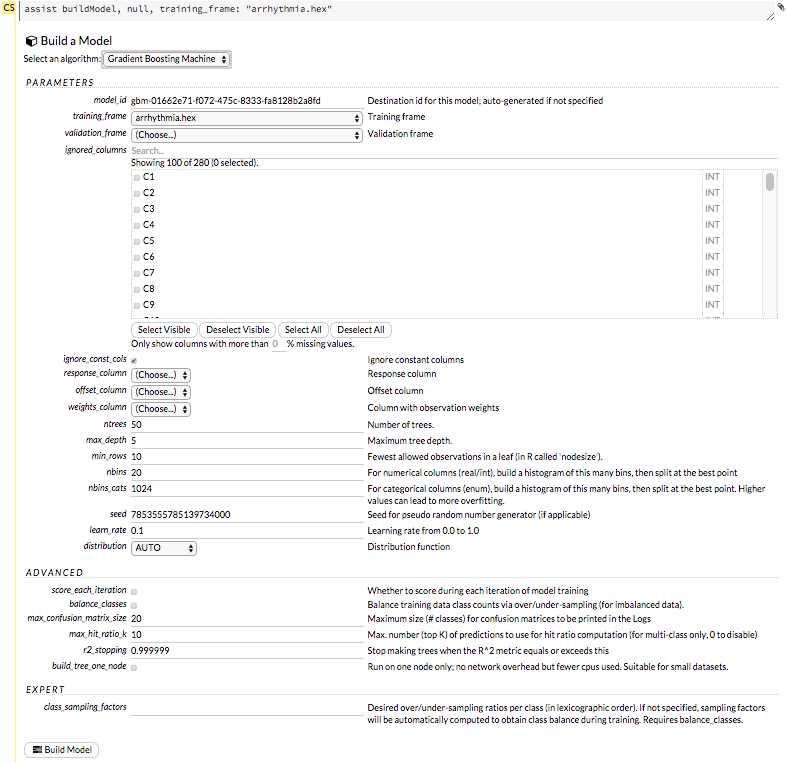 CS
assist buildModel, null, training_frame: "arrhythmia.hex"
Build a Model
Select an algorithm: Gradient Boosting Machine
PARAMETERS
model_id gbm-01662e71-f072-475c-8333-fa8128b2a8fd Destination id for this model; auto-generated if not specified
training_frame arrhythmia.hex Training frame
validation_frame (Choose...) Validation frame
ignored_columns Search...
Showing 100 of 280 (0 selected).
C1 INT
C2 INT
C3 INT
C4 INT
C5 INT
C6 INT
C7 INT
C8 INT
C9 INT
Select Visible Deselect Visible Select All Deselect All
Only show columns with more than 0 % missing values.
ignore_const_cols Ignore constant columns
response_column (Choose...) Response column
offset_column (Choose...) Offset column
weights_column (Choose...) Column with observation weights
ntrees 50 Number of trees.
max_depth 5 Maximum tree depth.
min_rows 10 Fewest allowed observations in a leaf (in R called 'nodesize').
nbins 20 For numerical columns (real/int), build a histogram of this many bins, then split at the best point
nbins_cats 1024 For categorical columns (enum), build a histogram of this many bins, then split at the best point. Higher
values can lead to more overfitting.
seed 7853555785139734000 Seed for pseudo random number generator (if applicable)
learn_rate 0.1 Learning rate from 0.0 to 1.0
distribution AUTO Distribution function
ADVANCED
score_each_iteration Whether to score during each iteration of model training
balance_classes Balance training data class counts via over/under-sampling (for imbalanced data).
max_confusion_matrix_size 20 Maximum size (# classes) for confusion matrices to be printed in the Logs
max_hit_ratio_k 10 Max. number (top K) of predictions to use for hit ratio computation (for multi-class only, 0 to disable)
r2_stopping 0.999999 Stop making trees when the R^2 metric equals or exceeds this
build_tree_one_node Run on one node only; no network overhead but fewer cpus used. Suitable for small datasets.
EXPERT
class_sampling_factors Desired over/under-sampling ratios per class (in lexicographic order). If not specified, sampling factors
will be automatically computed to obtain class balance during training. Requires balance_classes.
Build Model